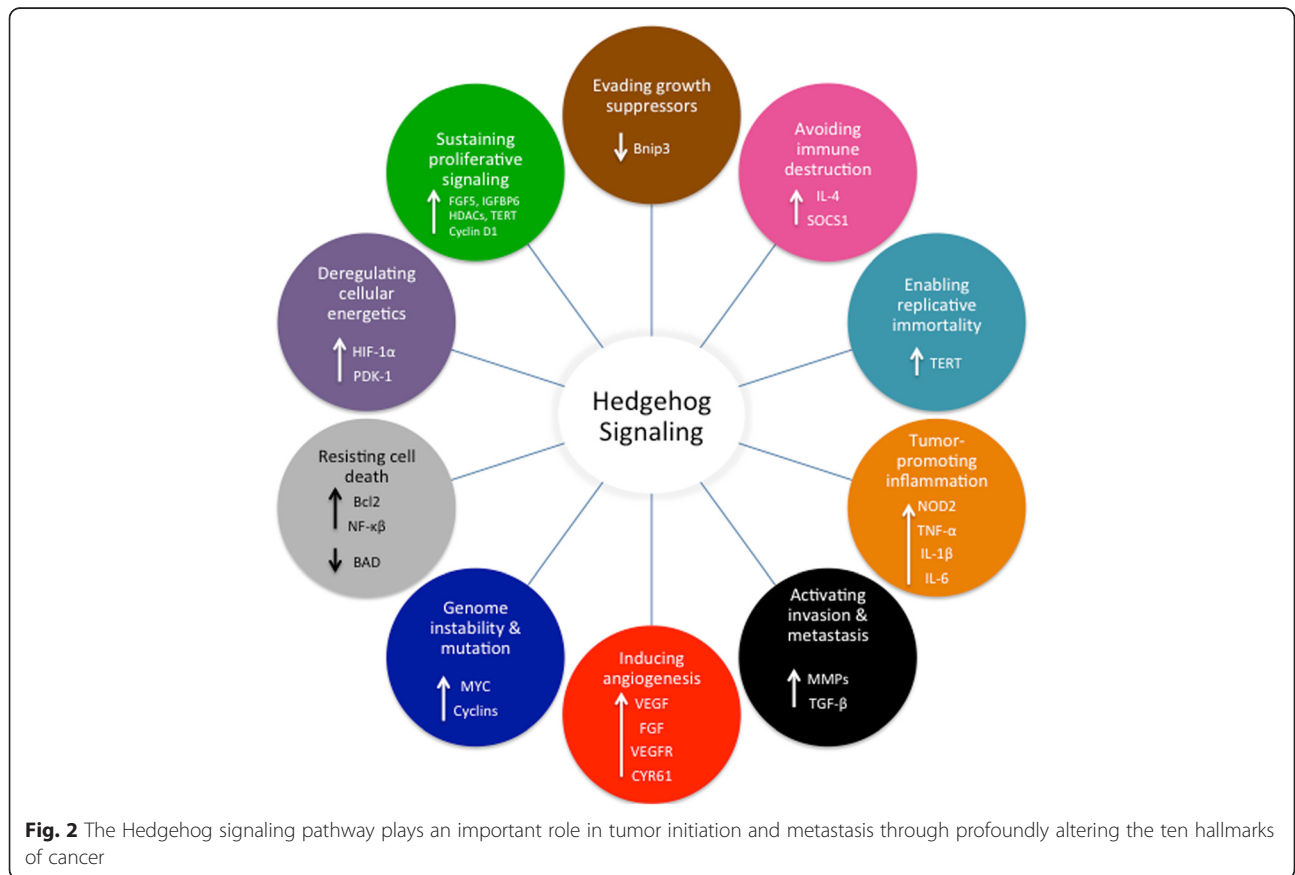 Evading growth
suppressors
Bnip3
Avoiding
immune
destruction
IL-4
SOCS1
Enabling
replicative
immortality
TERT
Tumor-
promoting
inflammation
NOD2
TNF-α
IL-1β
IL-6
Activating
invasion &
metastasis
MMPs
TGF-β
Inducing
angiogenesis
VEGF
FGF
VEGFR
CYR61
Genome
instability &
mutation
MYC
Cyclins
Resisting cell
death
Bcl2
NF-κβ
BAD
Deregulating
cellular
energetics
HIF-1α
PDK-1
Sustaining
proliferative
signaling
FGF5, IGFBP6
HDACs, TERT
Cyclin D1
Hedgehog
Signaling
Fig. 2 The Hedgehog signaling pathway plays an important role in tumor initiation and metastasis through profoundly altering the ten hallmarks
of cancer